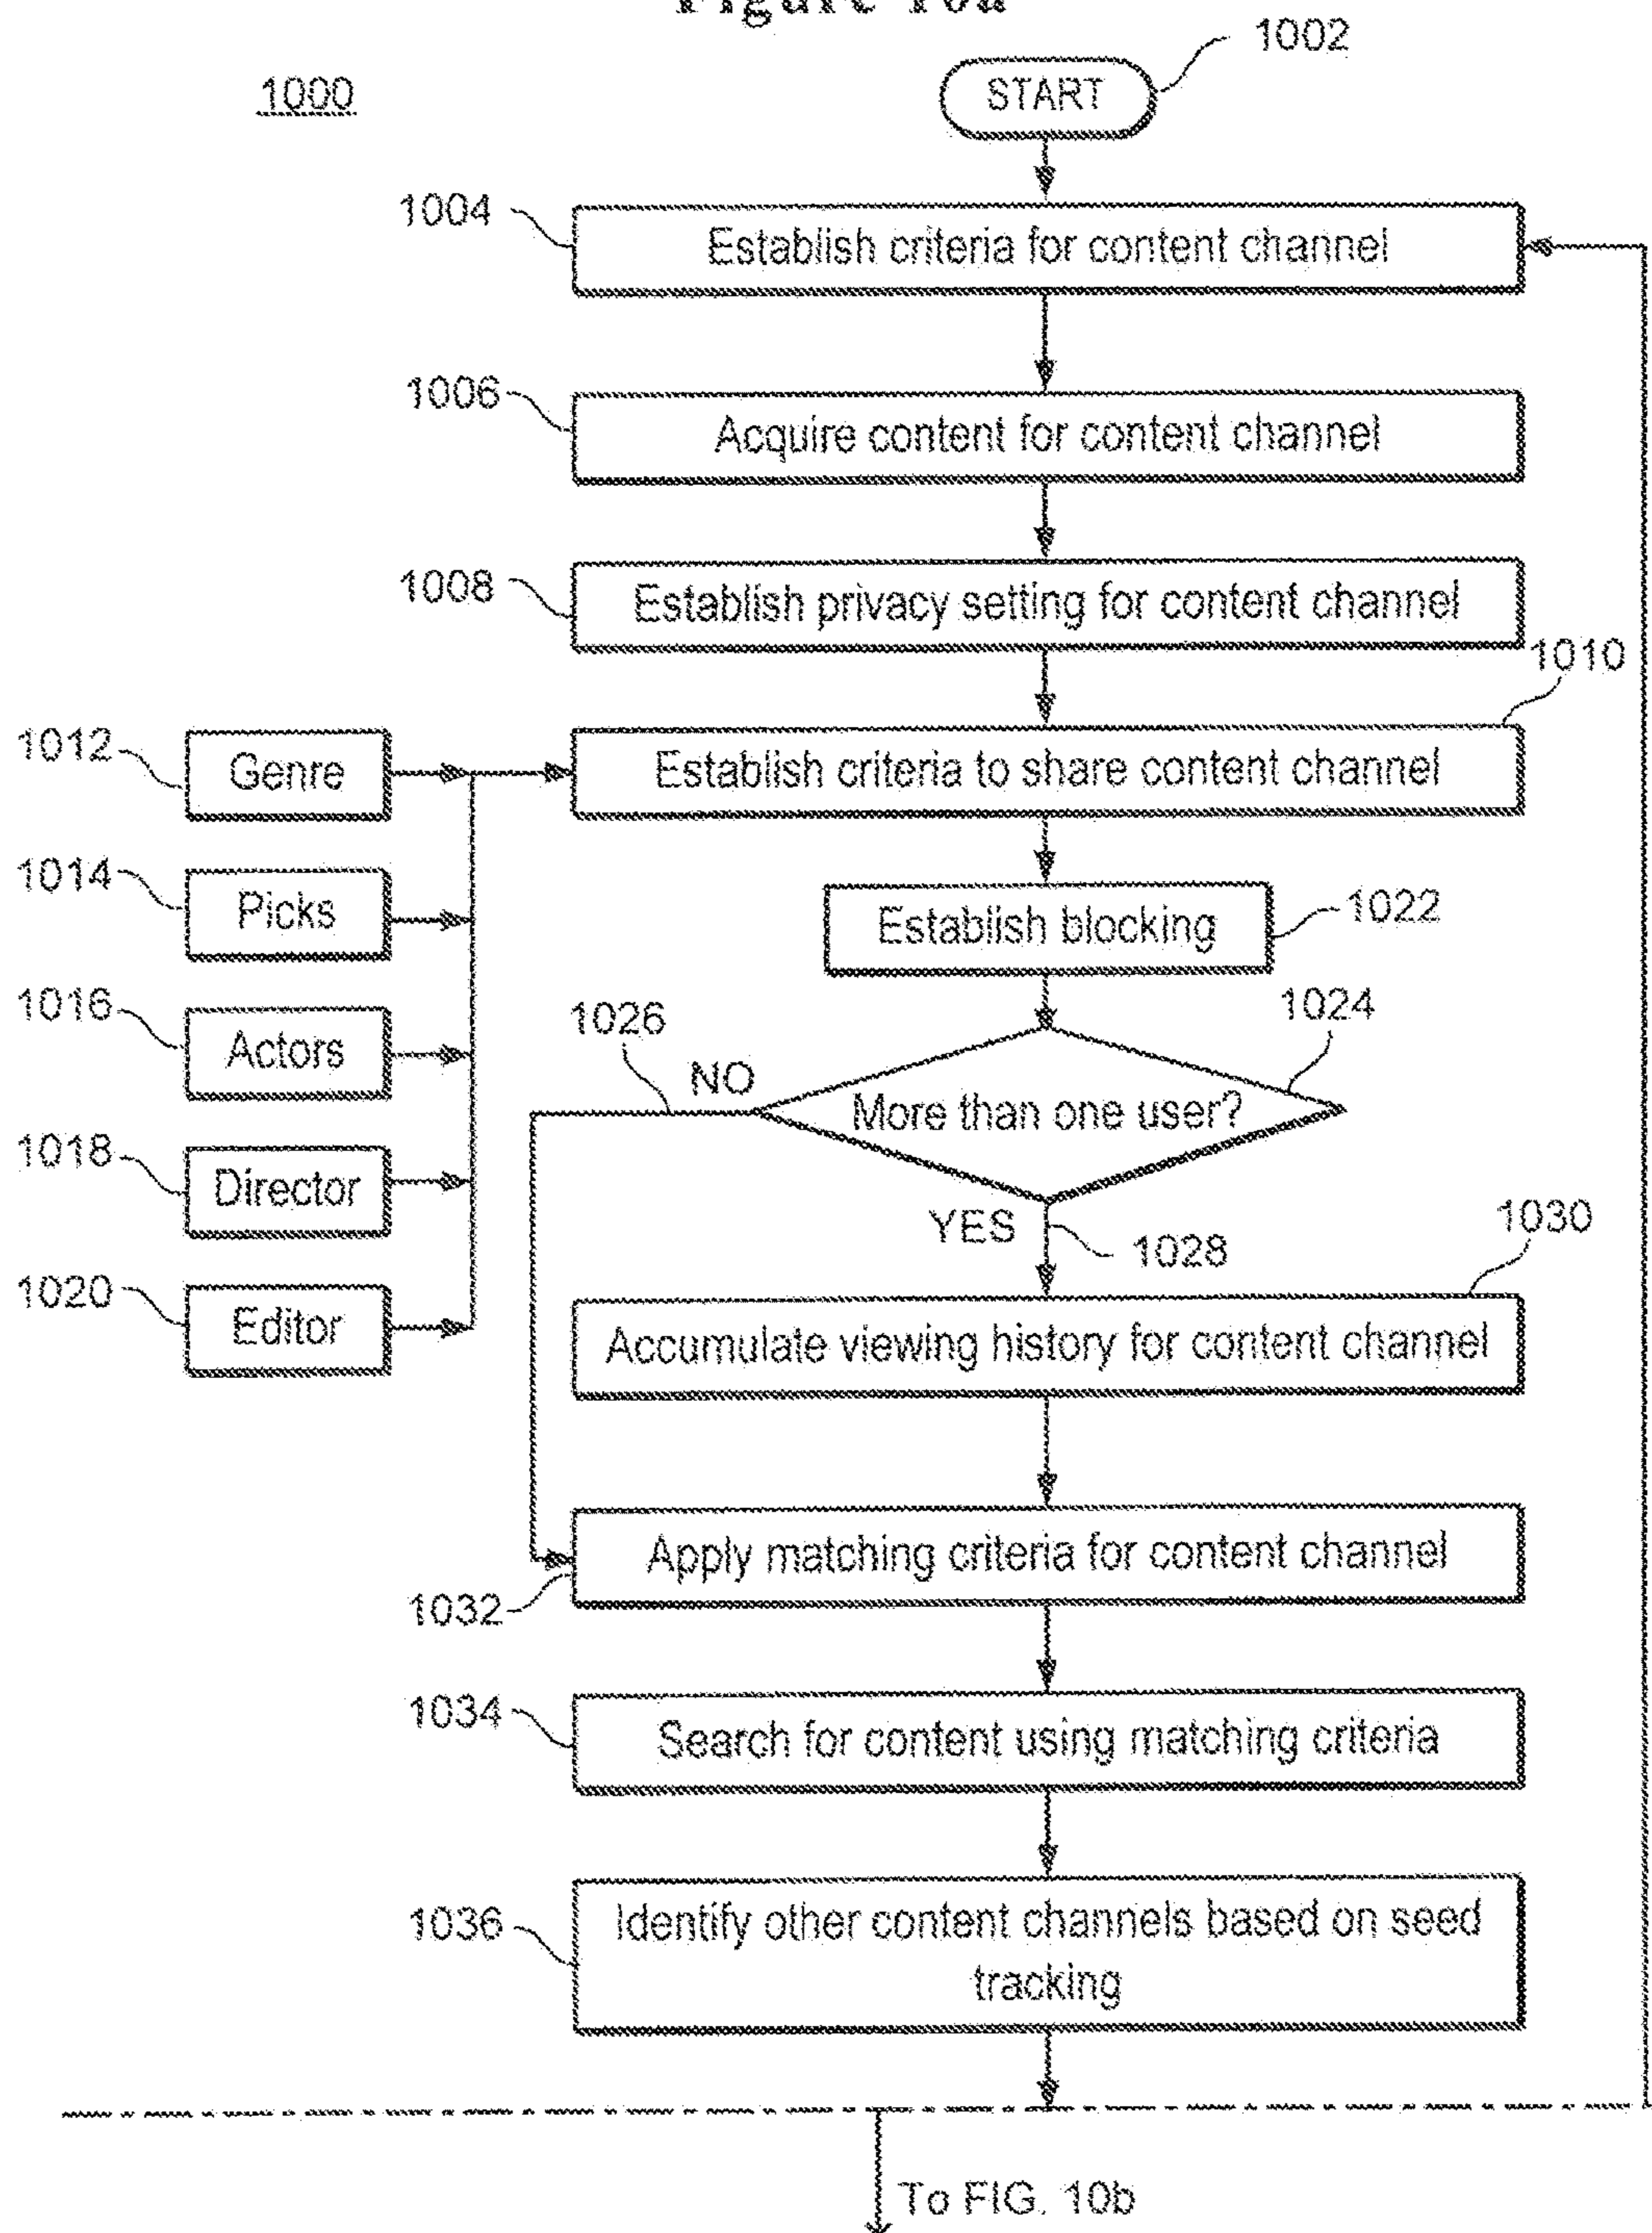 Figure 10a
1002
1000
START
1004
Establish criteria for content channel
1006
Acquire content for content channel
1008
Establish privacy setting for content channel
1010
1012
Genre
Establish criteria to share content channel
1014
Picks
Establish blocking
1022
1016
Actors
1026
1024
NO
More than one user?
1018
Director
YES
1028
1030
1020
Editor
Accumulate viewing history for content channel
Apply matching criteria for content channel
1032
1034
Search for content using matching criteria
1036
Identify other content channels based on seed
tracking
To FIG. 10b